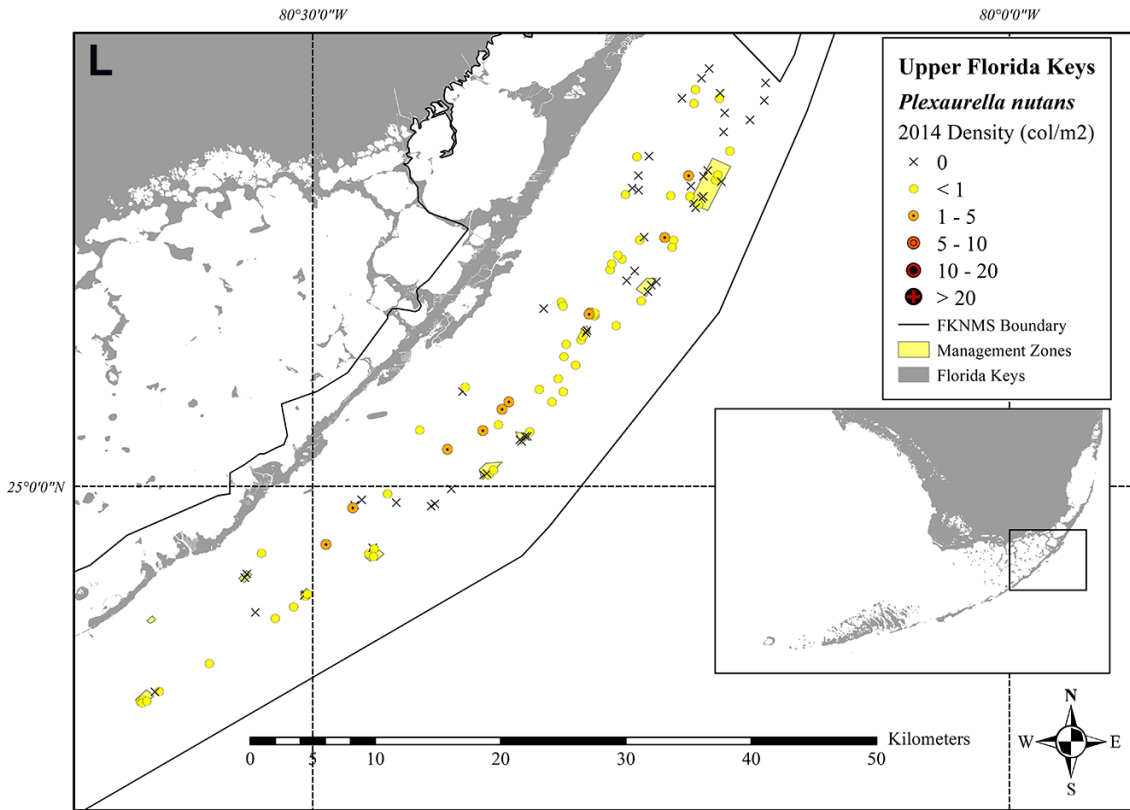 80°30'0"W
80°0'0"W
L
Upper Florida Keys
Plexaurella nutans
2014 Density (col/m2)
0
< 1
1 - 5
5 - 10
10 - 20
> 20
FKNMS Boundary
Management Zones
Florida Keys
25°0'0"N
N
W
E
S
Kilometers
0 5 10 20 30 40 50